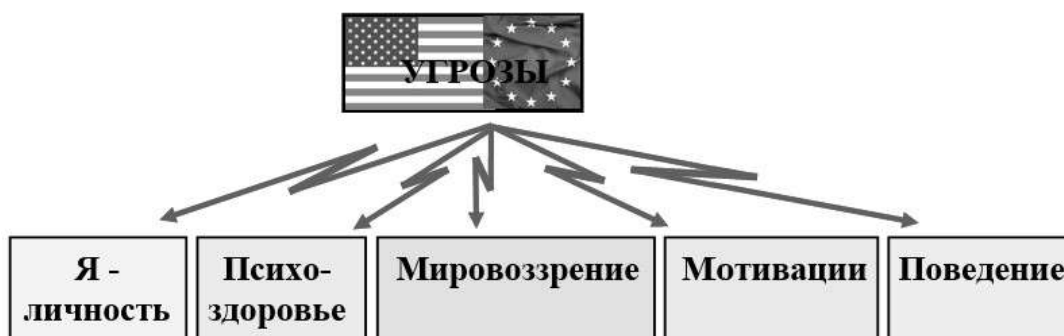 УГРОЗЫ
Я -
личность
Психо-
здоровье
Мировоззрение
Мотивации
Поведение